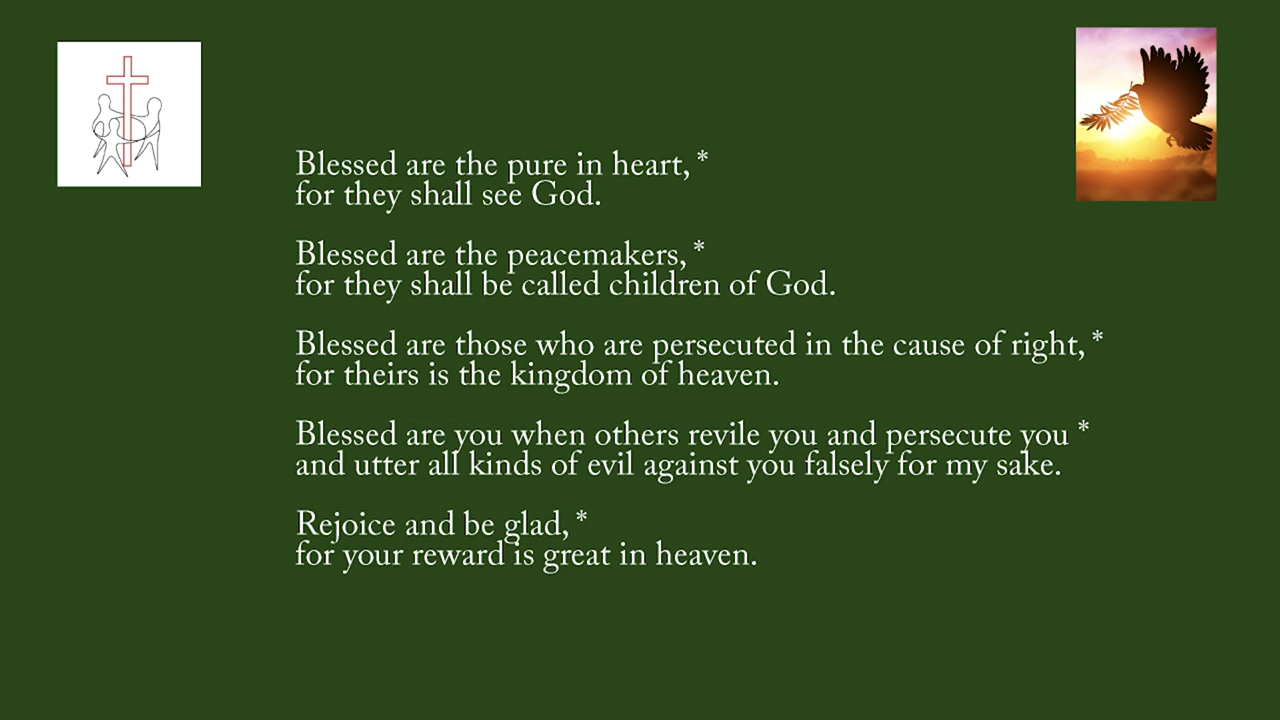 Blessed are the pure in heart, *
for they shall see God.
Blessed are the peacemakers, *
for they shall be called children of God.
Blessed are those who are persecuted in the cause of right, *
for theirs is the kingdom of heaven.
Blessed are you when others revile you and persecute you *
and utter all kinds of evil against you falsely for my sake.
Rejoice and be glad, *
for your reward is great in heaven.